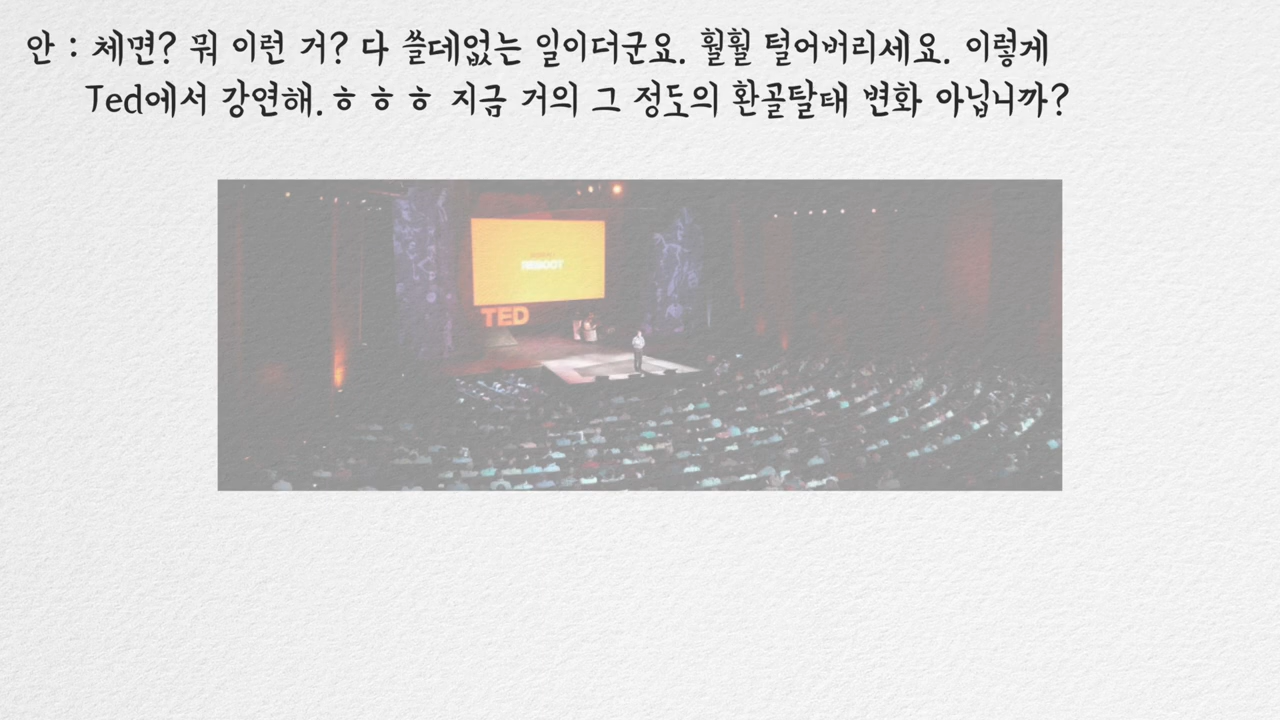 안 : 체면? 뭐 이런 거? 다 쓸데없는 일이더군요. 훨훨 털어버리세요. 이렇게
Ted에서 강연해. ㅎ ㅎ ㅎ 지금 거의 그 정도의 환골탈태 변화 아닙니까?
REBOOT
TED